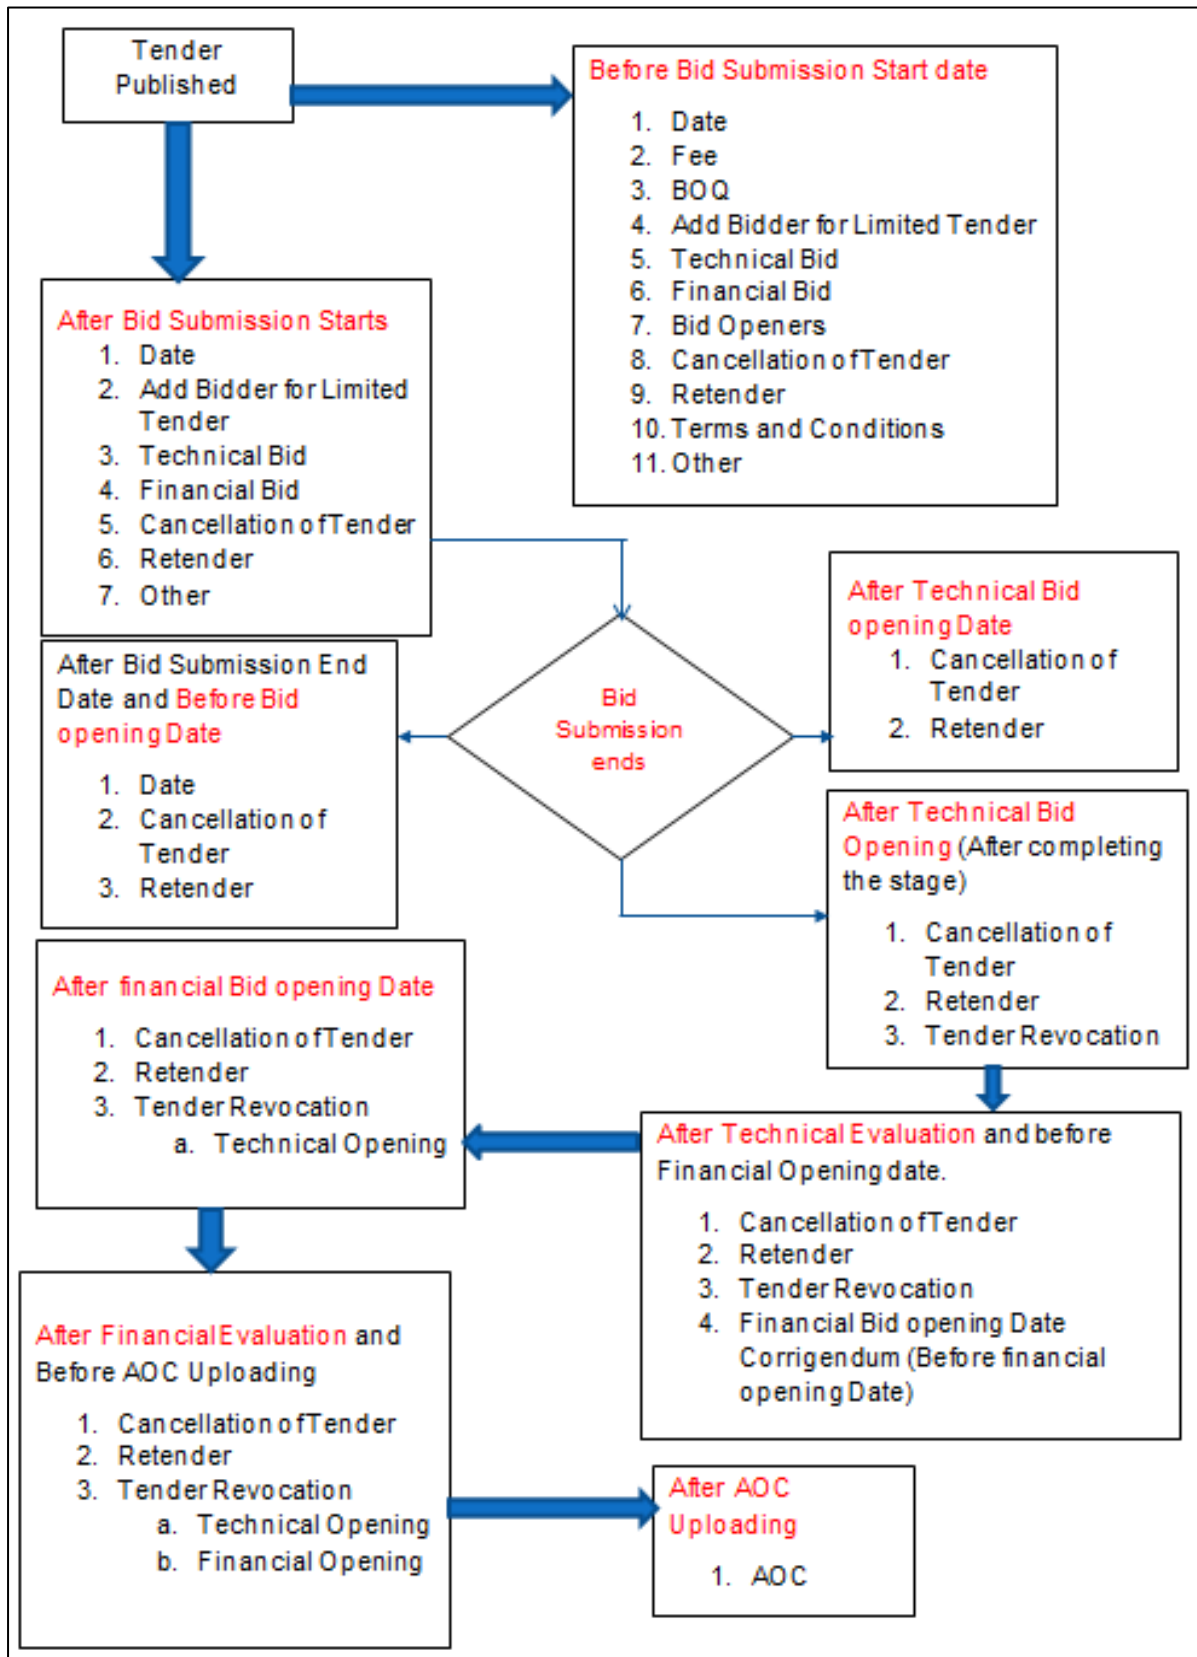 Tender
Published
Before Bid Submission Start date
1. Date
2. Fee
3. BOQ
4. Add Bidder for Limited Tender
5. Technical Bid
6. Financial Bid
7. Bid Openers
8. Cancellation of Tender
9. Retender
10. Terms and Conditions
11. Other
After Bid Submission Starts
1. Date
2. Add Bidder for Limited
Tender
3. Technical Bid
4. Financial Bid
5. Cancellation of Tender
6. Retender
7. Other
After Bid Submission End
Date and Before Bid
opening Date
1. Date
2. Cancellation of
Tender
3. Retender
Bid
Submission
ends
After Technical Bid
opening Date
1. Cancellation of
Tender
2. Retender
After Technical Bid
Opening (After completing
the stage)
1. Cancellation of
Tender
2. Retender
3. Tender Revocation
After Technical Evaluation and before
Financial Opening date.
1. Cancellation of Tender
2. Retender
3. Tender Revocation
4. Financial Bid opening Date
Corrigendum (Before financial
opening Date)
After financial Bid opening Date
1. Cancellation of Tender
2. Retender
3. Tender Revocation
a. Technical Opening
After Financial Evaluation and
Before AOC Uploading
1. Cancellation of Tender
2. Retender
3. Tender Revocation
a. Technical Opening
b. Financial Opening
After AOC
Uploading
1. AOC